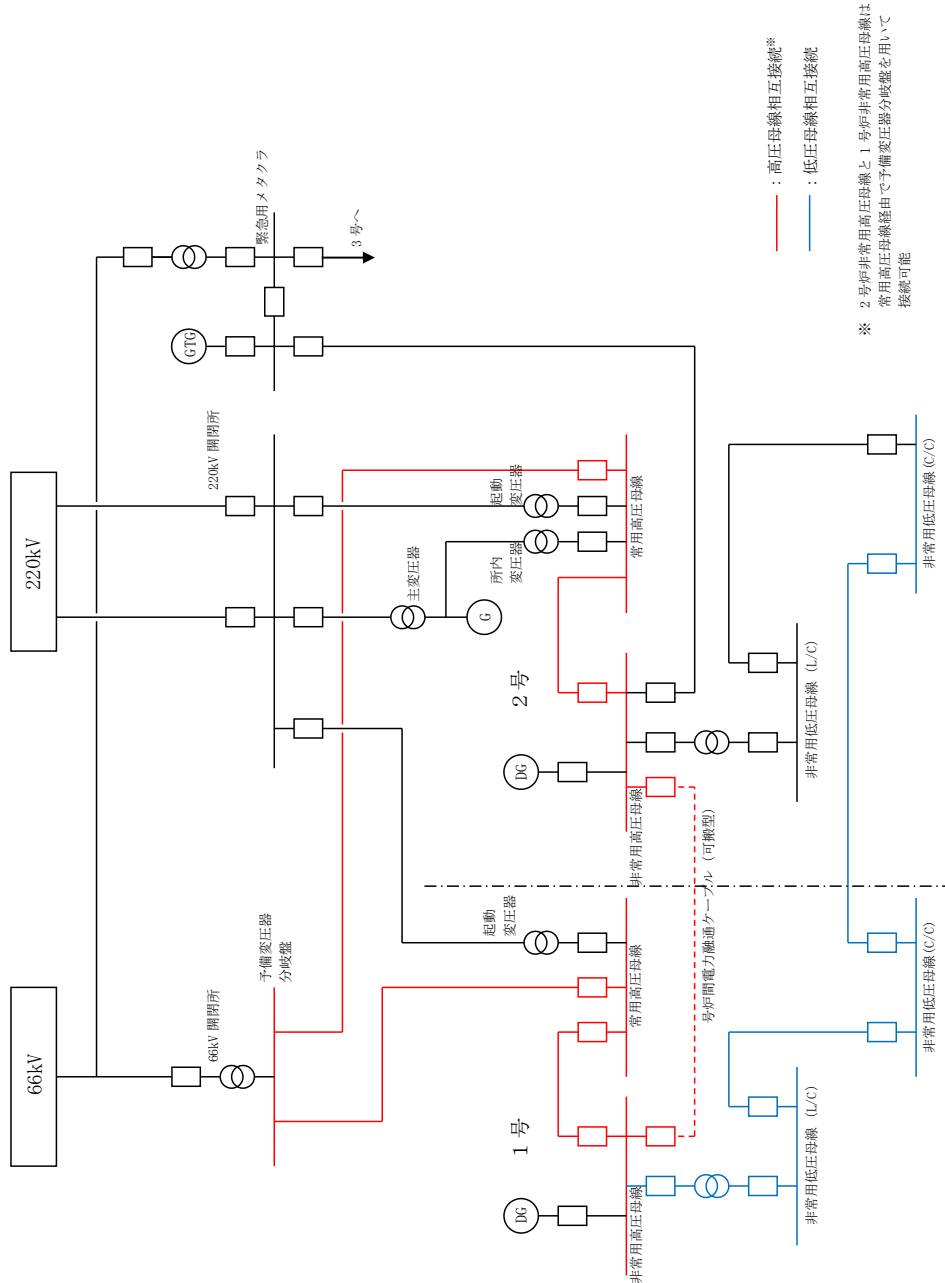 66kV
220kV
66kV 開閉所
220kV 開閉所
予備変圧器
分岐盤
緊急用メタクラ
GTG
3 号へ
主変圧器
G
所内
変圧器
起動
変圧器
起動
変圧器
1 号
2 号
DG
DG
非常用高圧母線
常用高圧母線
非常用高圧母線
常用高圧母線
号炉間電力融通ケーブル（可搬型）
非常用低圧母線 (L/C)
非常用低圧母線 (L/C)
非常用低圧母線(C/C)
非常用低圧母線(C/C)
：高圧母線相互接続※
：低圧母線相互接続
※ 2 号炉非常用高圧母線と 1 号炉非常用高圧母線は
常用高圧母線経由で予備変圧器分岐盤を用いて
接続可能